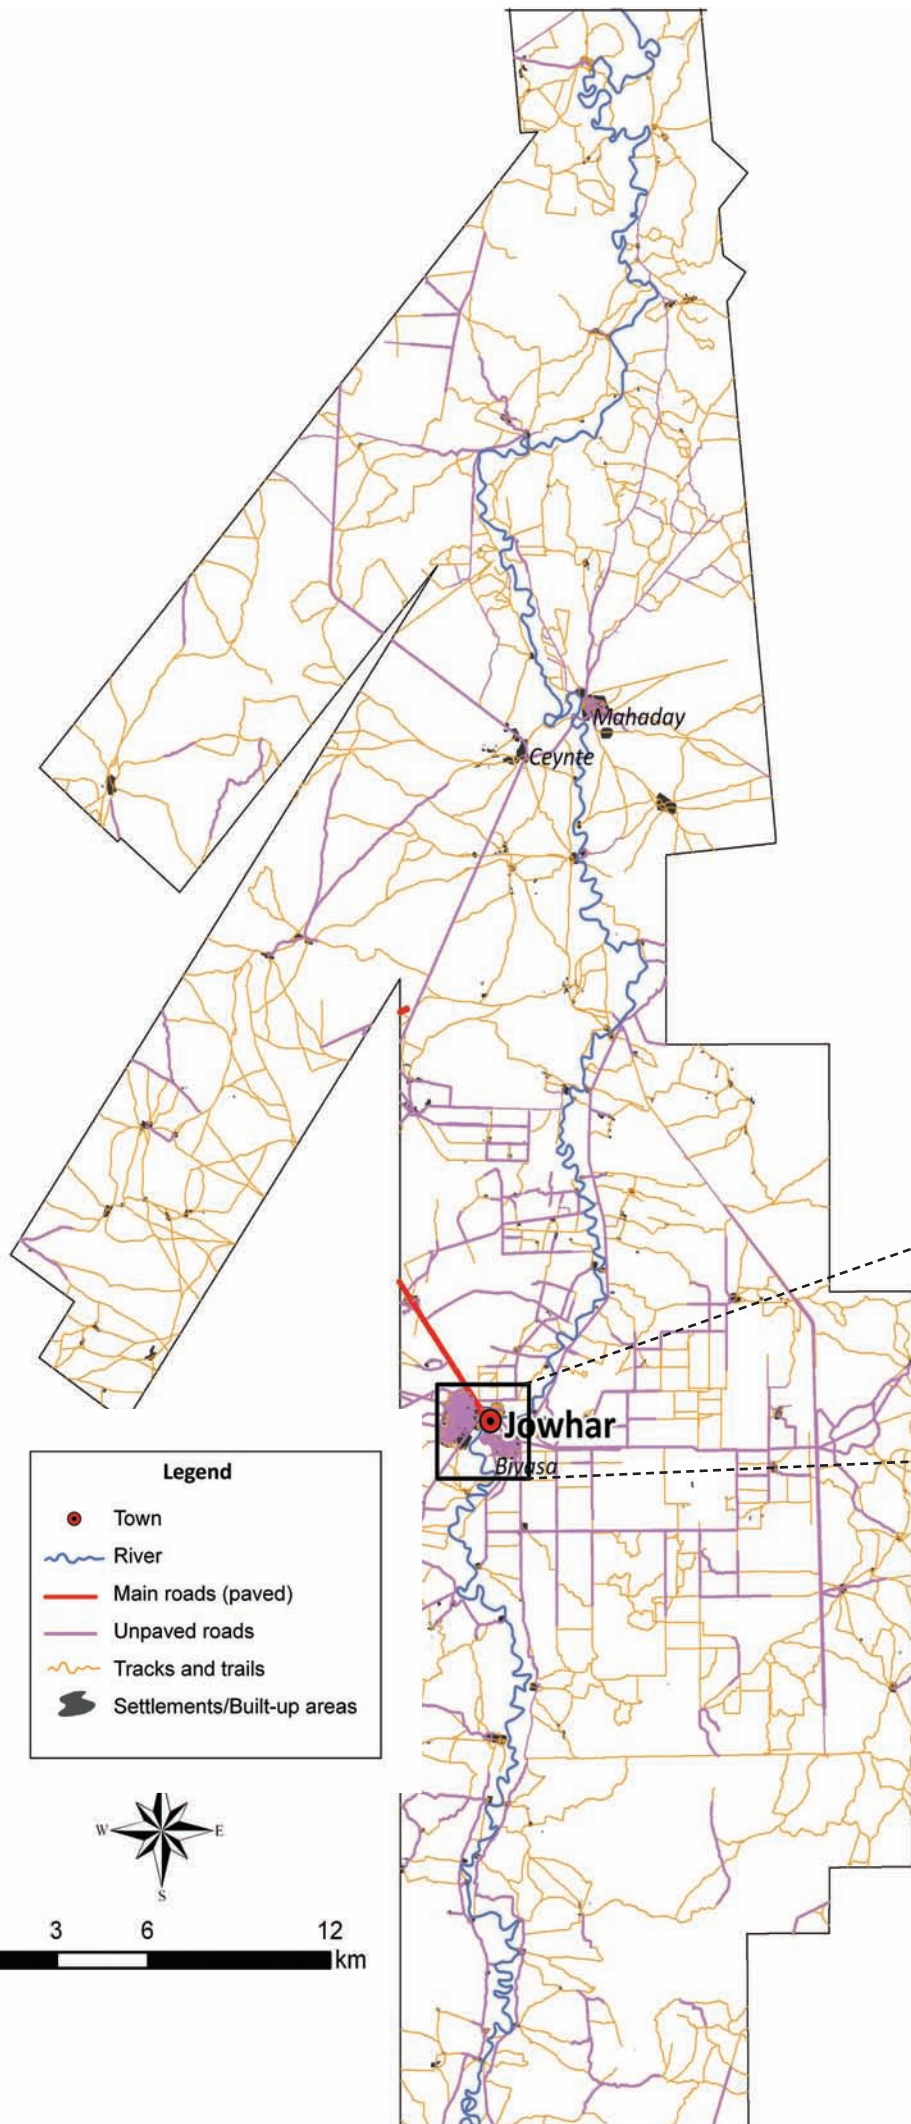 Mahaday
Ceynte
Jowhar
Biyasa
Legend
Town
River
Main roads (paved)
Unpaved roads
Tracks and trails
Settlements/Built-up areas
W
E
S
3 6 12
km